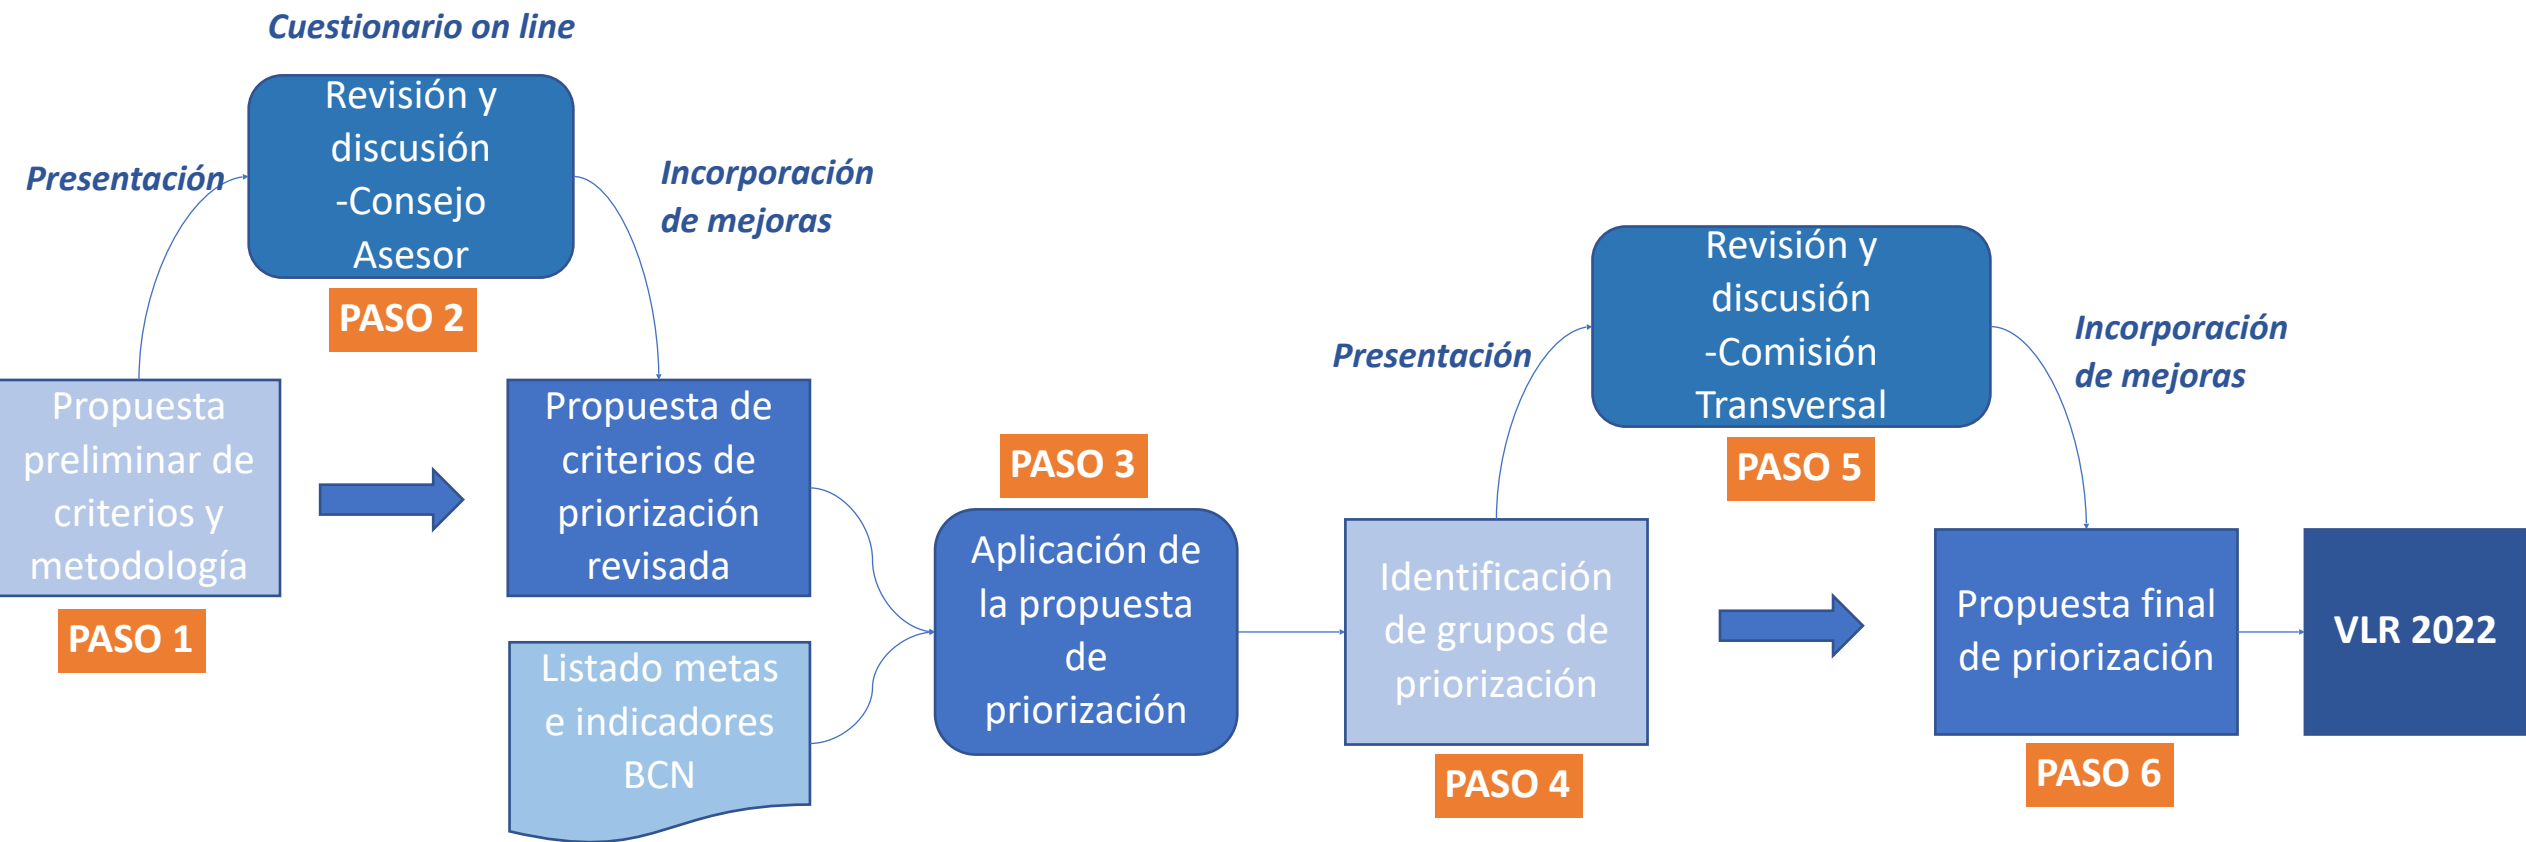 Cuestionario on line
Revisión y
discusión
-Consejo
Asesor
Presentación
Incorporación
de mejoras
PASO 2
Propuesta
preliminar de
criterios y
metodología
PASO 1
Propuesta de
criterios de
priorización
revisada
Listado metas
e indicadores
BCN
PASO 3
Aplicación de
la propuesta
de
priorización
Presentación
Revisión y
discusión
-Comisión
Transversal
PASO 5
Incorporación
de mejoras
Identificación
de grupos de
priorización
PASO 4
Propuesta final
de priorización
PASO 6
VLR 2022